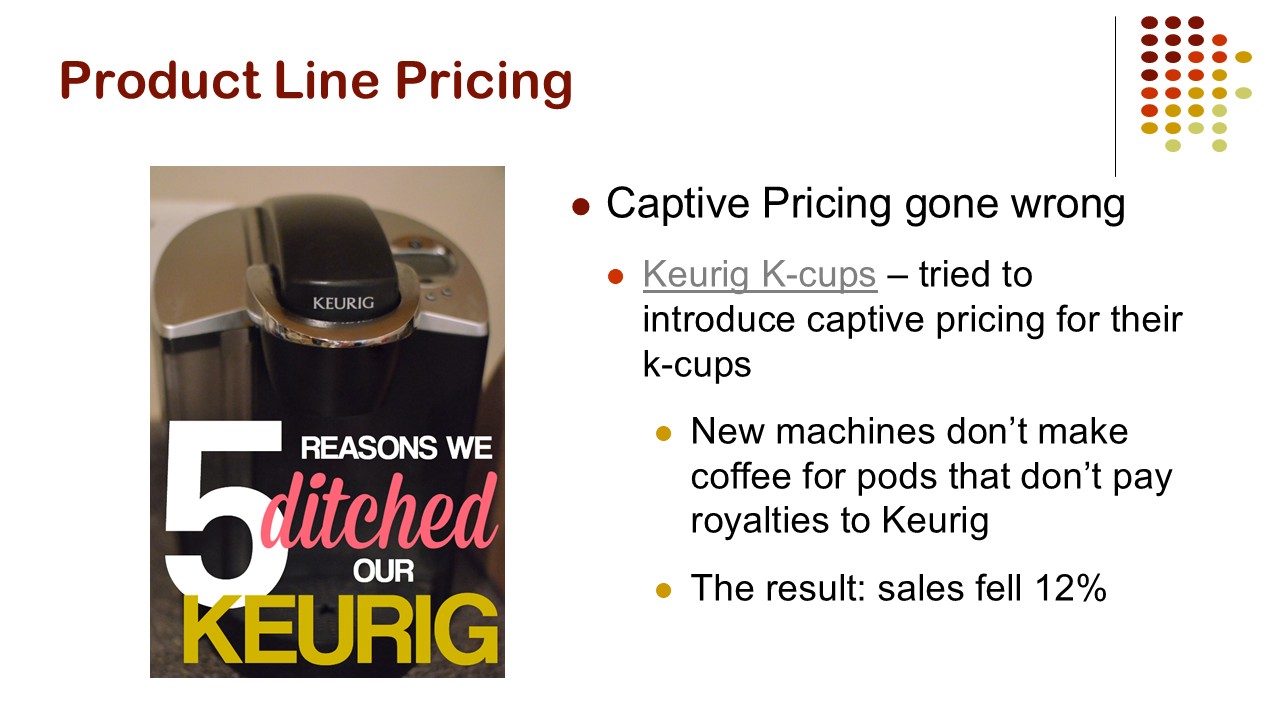 Product Line Pricing
KEURIG
5 REASONS WE
ditched
OUR
KEURIG
● Captive Pricing gone wrong
● Keurig K-cups – tried to
introduce captive pricing for their
k-cups
● New machines don’t make
coffee for pods that don’t pay
royalties to Keurig
● The result: sales fell 12%